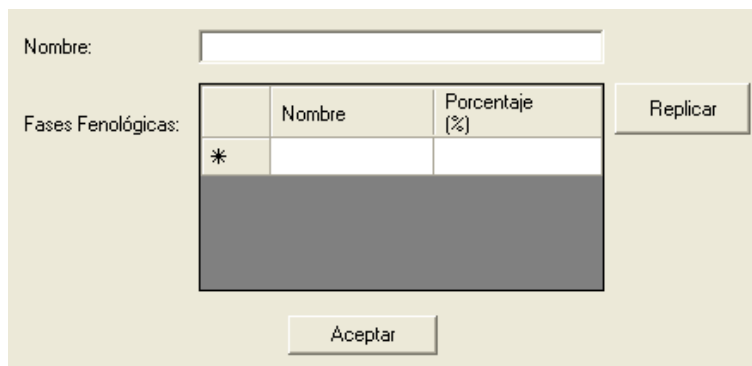 Nombre:
Fases Fenológicas:
Nombre
Porcentaje
(%)
*
Replicar
Aceptar